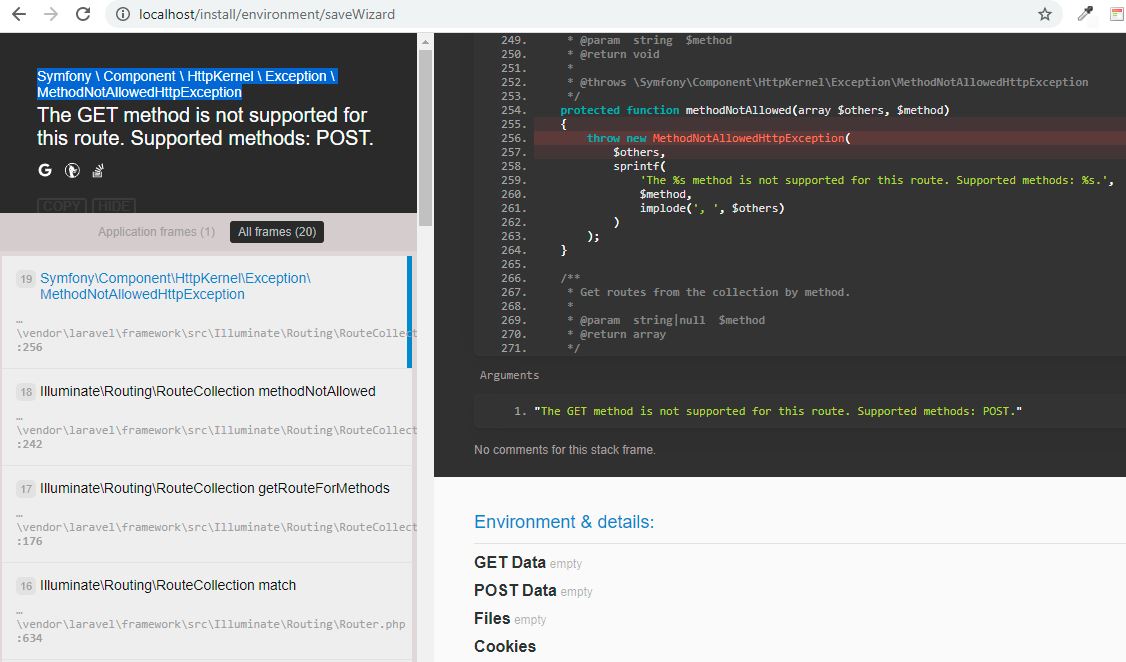 localhost/install/environment/saveWizard
Symfony \ Component \ HttpKernel \ Exception \
MethodNotAllowedHttpException
The GET method is not supported for
this route. Supported methods: POST.
COPY HIDE
Application frames (1) All frames (20)
19 Symfony\Component\HttpKernel\Exception\
MethodNotAllowedHttpException
…
\vendor\laravel\framework\src\Illuminate\Routing\RouteCollect
:256
18 Illuminate\Routing\RouteCollection methodNotAllowed
…
\vendor\laravel\framework\src\Illuminate\Routing\RouteCollect
:242
17 Illuminate\Routing\RouteCollection getRouteForMethods
…
\vendor\laravel\framework\src\Illuminate\Routing\RouteCollect
:176
16 Illuminate\Routing\RouteCollection match
…
\vendor\laravel\framework\src\Illuminate\Routing\Router.php
:634
249. * @param  string  $method
250. * @return void
251. *
252. * @throws \Symfony\Component\HttpKernel\Exception\MethodNotAllowedHttpException
253. */
254. protected function methodNotAllowed(array $others, $method)
255. {
256. throw new MethodNotAllowedHttpException(
257. $others,
258. sprintf(
259. 'The %s method is not supported for this route. Supported methods: %s.',
260. $method,
261. implode(', ', $others)
262. )
263. );
264. }
265.
266. /**
267. * Get routes from the collection by method.
268. *
269. * @param  string|null  $method
270. * @return array
271. */
Arguments
1. "The GET method is not supported for this route. Supported methods: POST."
No comments for this stack frame.
Environment & details:
GET Data empty
POST Data empty
Files empty
Cookies